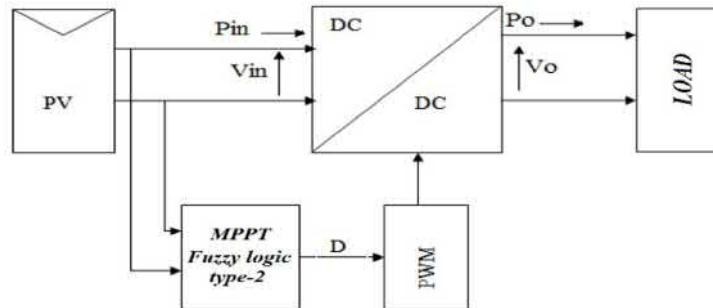 Pin
DC
Po
Vin
Vo
PV
DC
LOAD
MPPT
Fuzzy logic
type-2
D
PWM